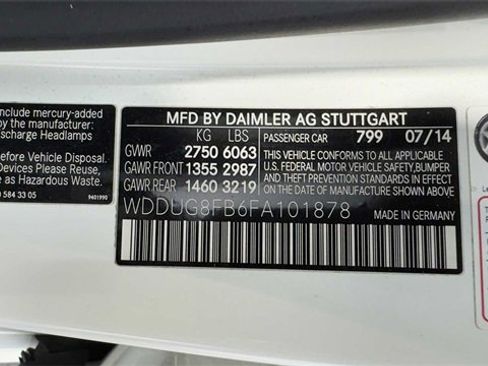 include mercury-added
by the manufacturer:
ischarge Headlamps
efore Vehicle Disposal.
Devices Please Reuse,
e as Hazardous Waste.
584 33 05
9401990
MFD BY DAIMLER AG STUTTGART
KG LBS PASSENGER CAR 799 07/14
GVWR 2750 6063
GAWR FRONT 1355 2987
GAWR REAR 1460 3219
THIS VEHICLE CONFORMS TO ALL APPLICABLE
U.S. FEDERAL MOTOR VEHICLE SAFETY, BUMPER,
AND THEFT PREVENTION STANDARDS IN EFFECT
ON THE DATE OF MANUFACTURE SHOWN ABOVE.
WDDUG8FB6FA101878
MADE IN GERMANY